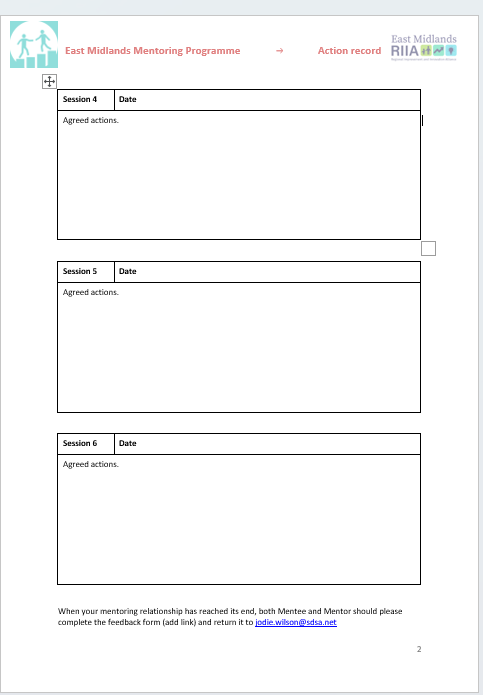 East Midlands
East Midlands Mentoring Programme → Action record
RIIA
Session 4 Date
Agreed actions.
Session 5 Date
Agreed actions.
Session 6 Date
Agreed actions.
When your mentoring relationship has reached its end, both Mentee and Mentor should please
complete the feedback form (add link) and return it to jodie.wilson@sdsa.net
2